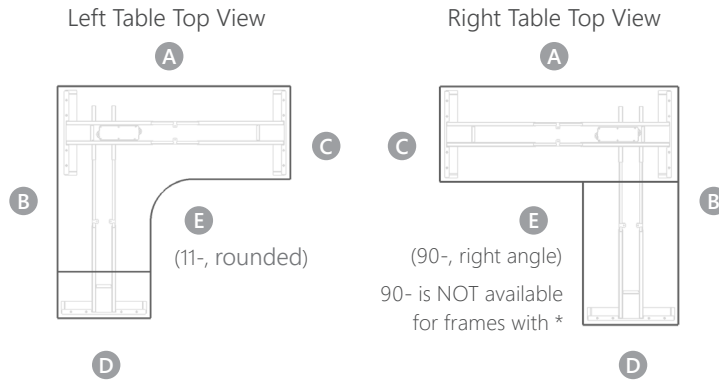 Left Table Top View
A
C
B
E
(11-, rounded)
D
Right Table Top View
A
C
B
E
(90-, right angle)
90- is NOT available
for frames with *
D